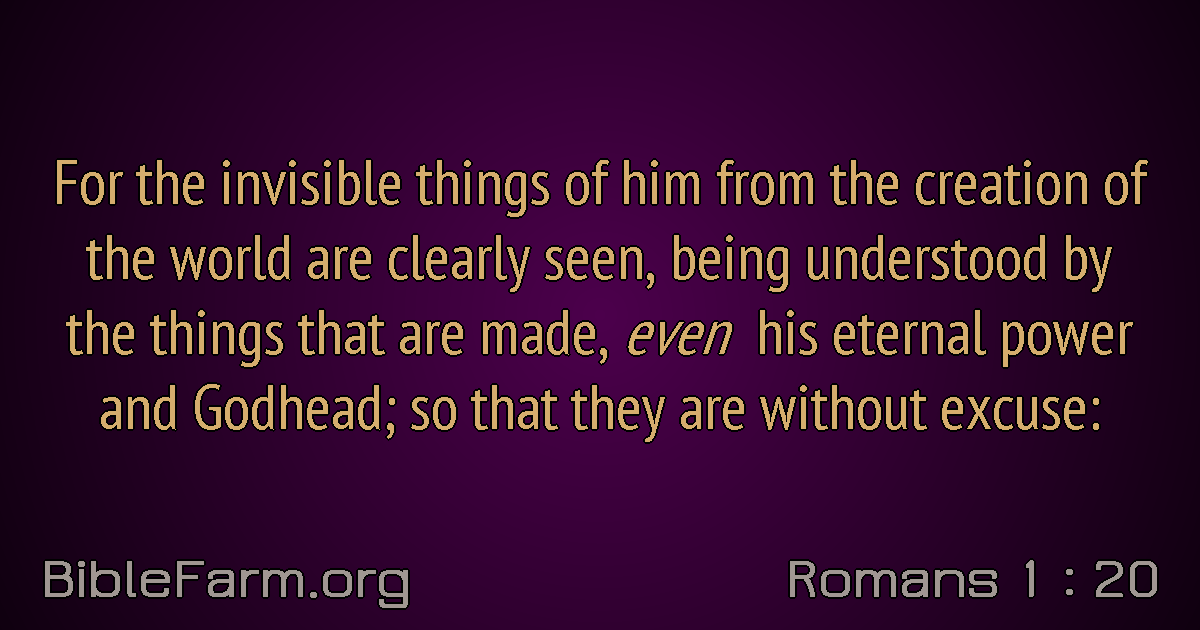 For the invisible things of him from the creation of
the world are clearly seen, being understood by
the things that are made, even his eternal power
and Godhead; so that they are without excuse:
BibleFarm.org
Romans 1 : 20